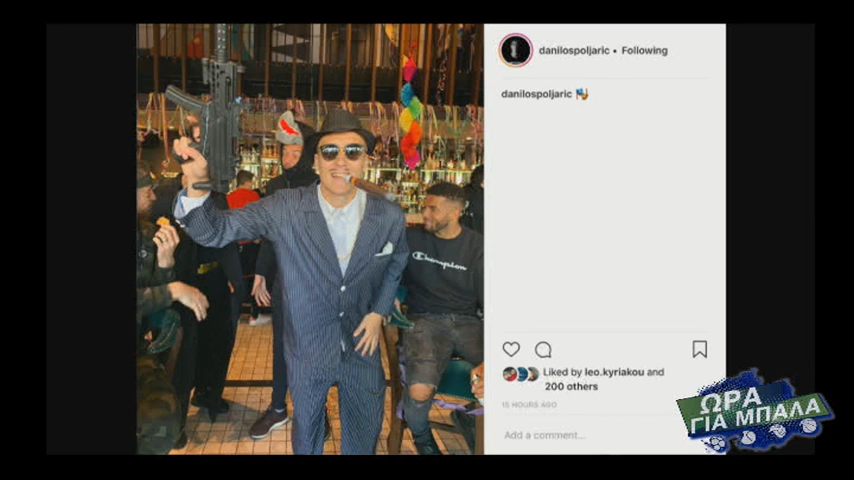 danilospoljaric • Following
danilospoljaric
Champion
Liked by leo.kyriakou and
200 others
15 HOURS AGO
Add a comment...
ΩΡΑ
ΓΙΑ ΜΠΑΛΑ